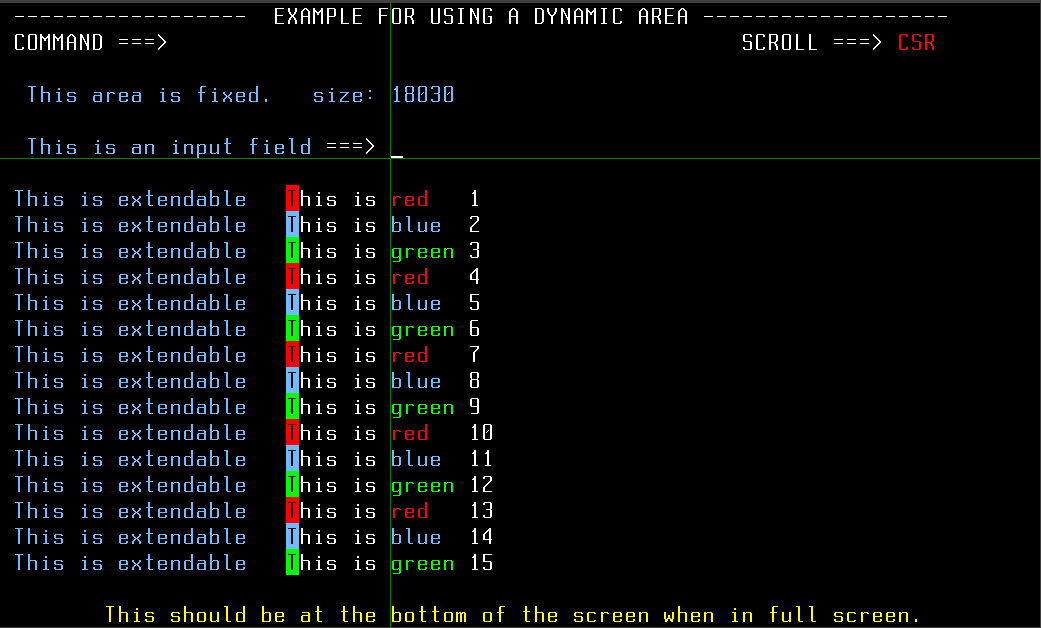 ------------------ EXAMPLE FOR USING A DYNAMIC AREA -------------------
COMMAND ===> SCROLL ===> CSR
This area is fixed. size: 18030
This is an input field ===> _
This is extendable This is red 1
This is extendable This is blue 2
This is extendable This is green 3
This is extendable This is red 4
This is extendable This is blue 5
This is extendable This is green 6
This is extendable This is red 7
This is extendable This is blue 8
This is extendable This is green 9
This is extendable This is red 10
This is extendable This is blue 11
This is extendable This is green 12
This is extendable This is red 13
This is extendable This is blue 14
This is extendable This is green 15
This should be at the bottom of the screen when in full screen.